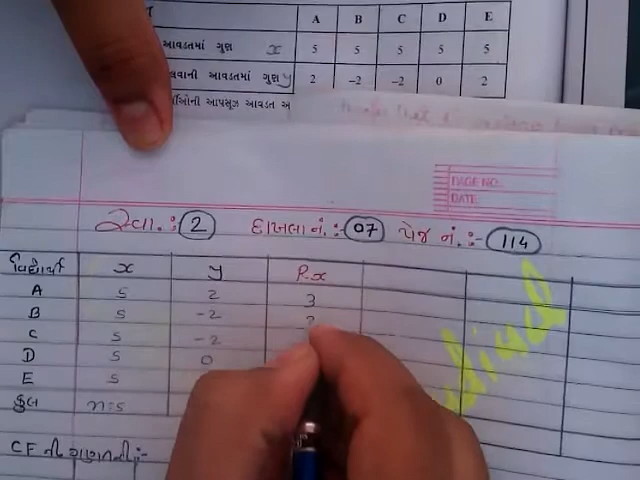 A B C D E
આવડતમાં ગુણ x 5 5 5 5 5
ાવવાની આવડતમાં ગુણ y 2 -2 -2 0 2
PAGE NO.
DATE
સ્વા. :- 2 દાખલા નં. :- 07 પેજ નં. :- 114
વિદ્યાર્થી x y R-x
A 5 2 3
B 5 -2
C 5 -2
D 5 0
E 5
કુલ n=5
CF ની ગણતરી :-